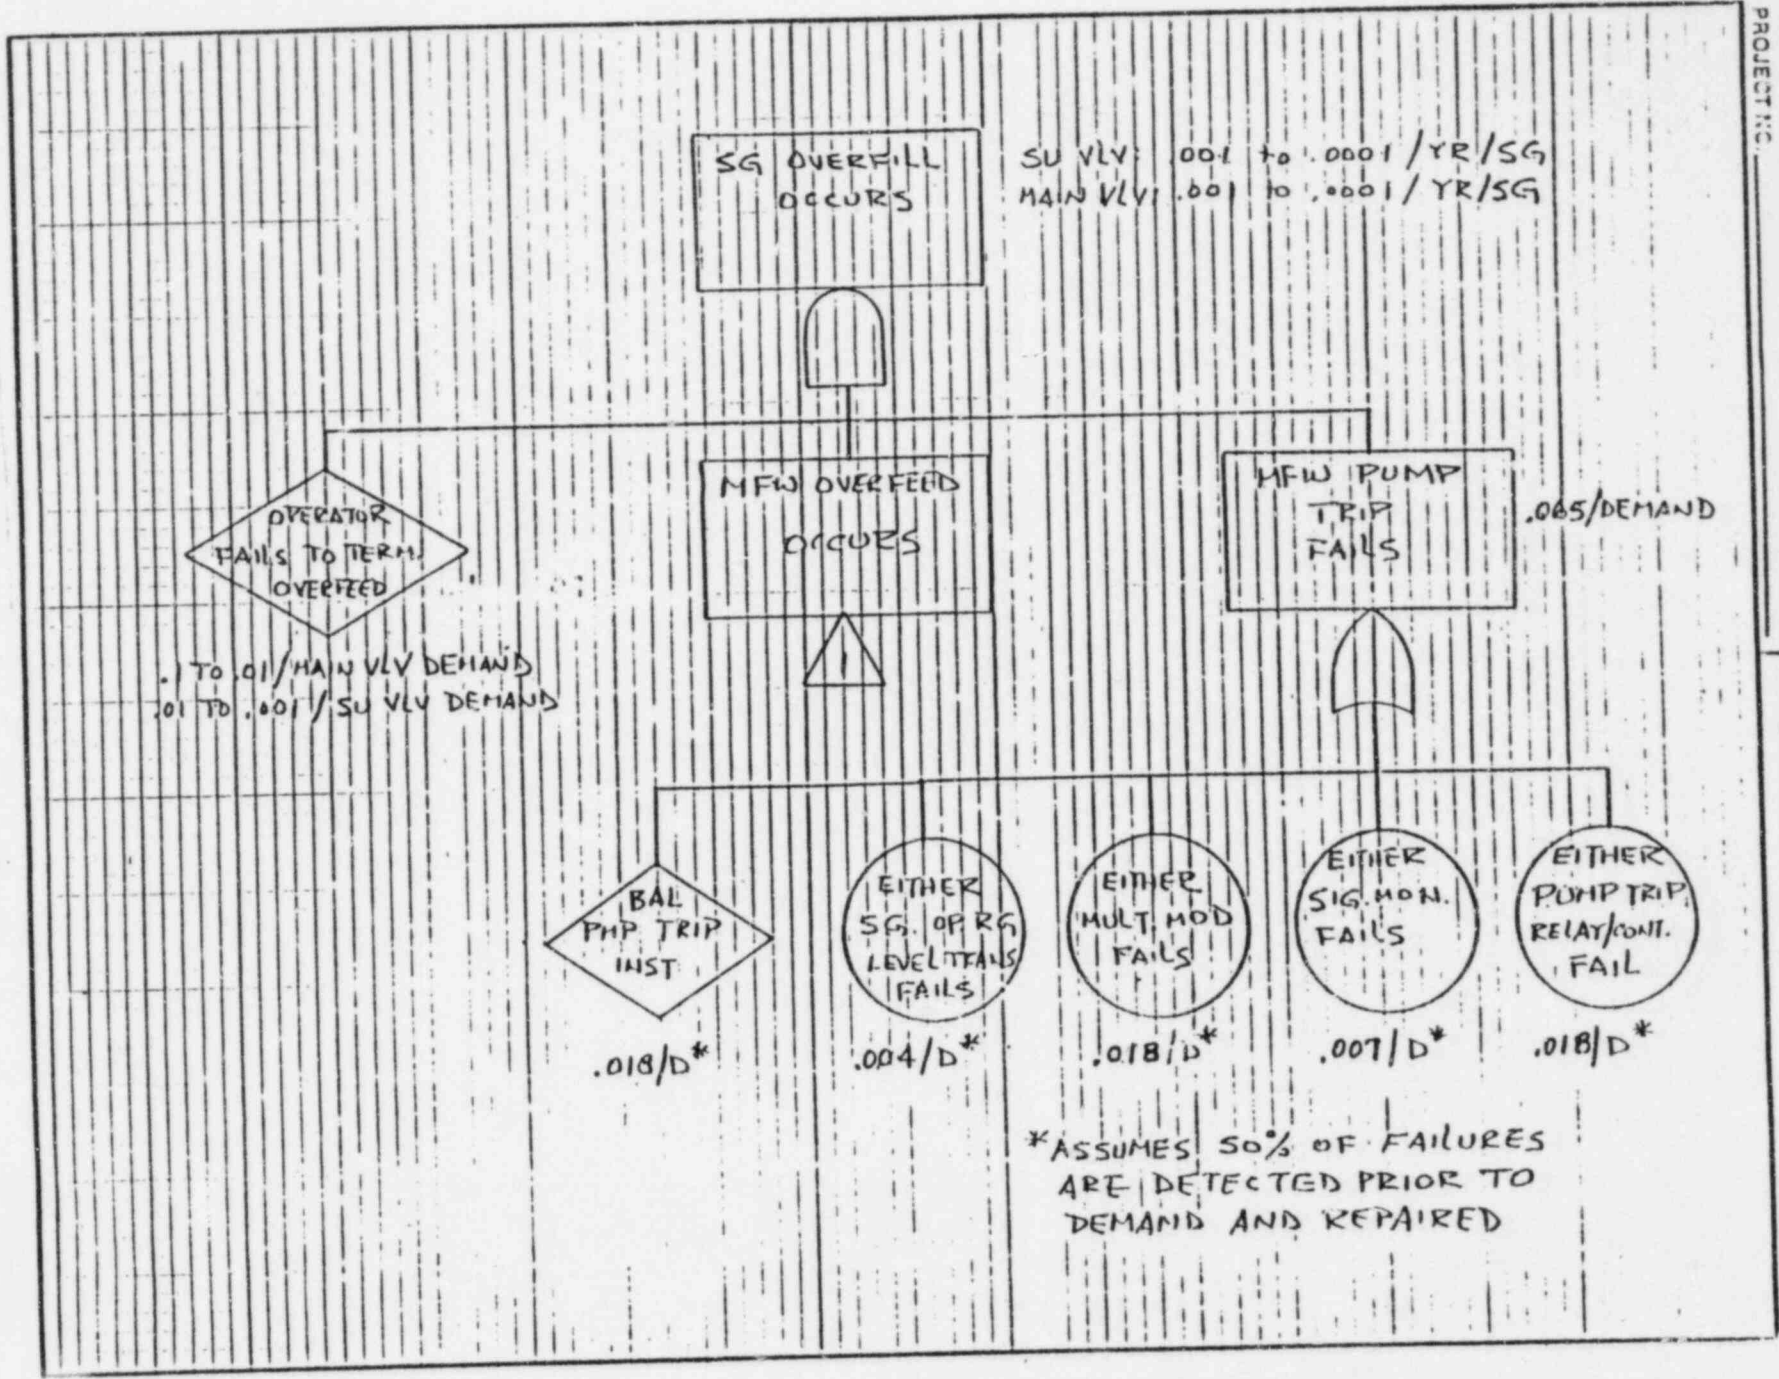 PROJECT NO.
SG OVERFILL
OCCURS
SU VLV: .001 to .0001 / YR/SG
MAIN VLV: .001 to .0001 / YR/SG
OPERATOR
FAILS TO TERM.
OVERFEED
.1 TO .01/MAIN VLV DEMAND
.01 TO .001 / SU VLV DEMAND
MFW OVERFEED
OCCURS
1
MFW PUMP
TRIP
FAILS
.065/DEMAND
BAL
PMP TRIP
INST
.018/D*
EITHER
SG. OP. RG
LEVEL TRANS
FAILS
.004/D*
EITHER
MULT. MOD
FAILS
.018/D*
EITHER
SIG. MON.
FAILS
.007/D*
EITHER
PUMP TRIP
RELAY/CONT.
FAIL
.018/D*
*ASSUMES 50% OF FAILURES
ARE DETECTED PRIOR TO
DEMAND AND REPAIRED